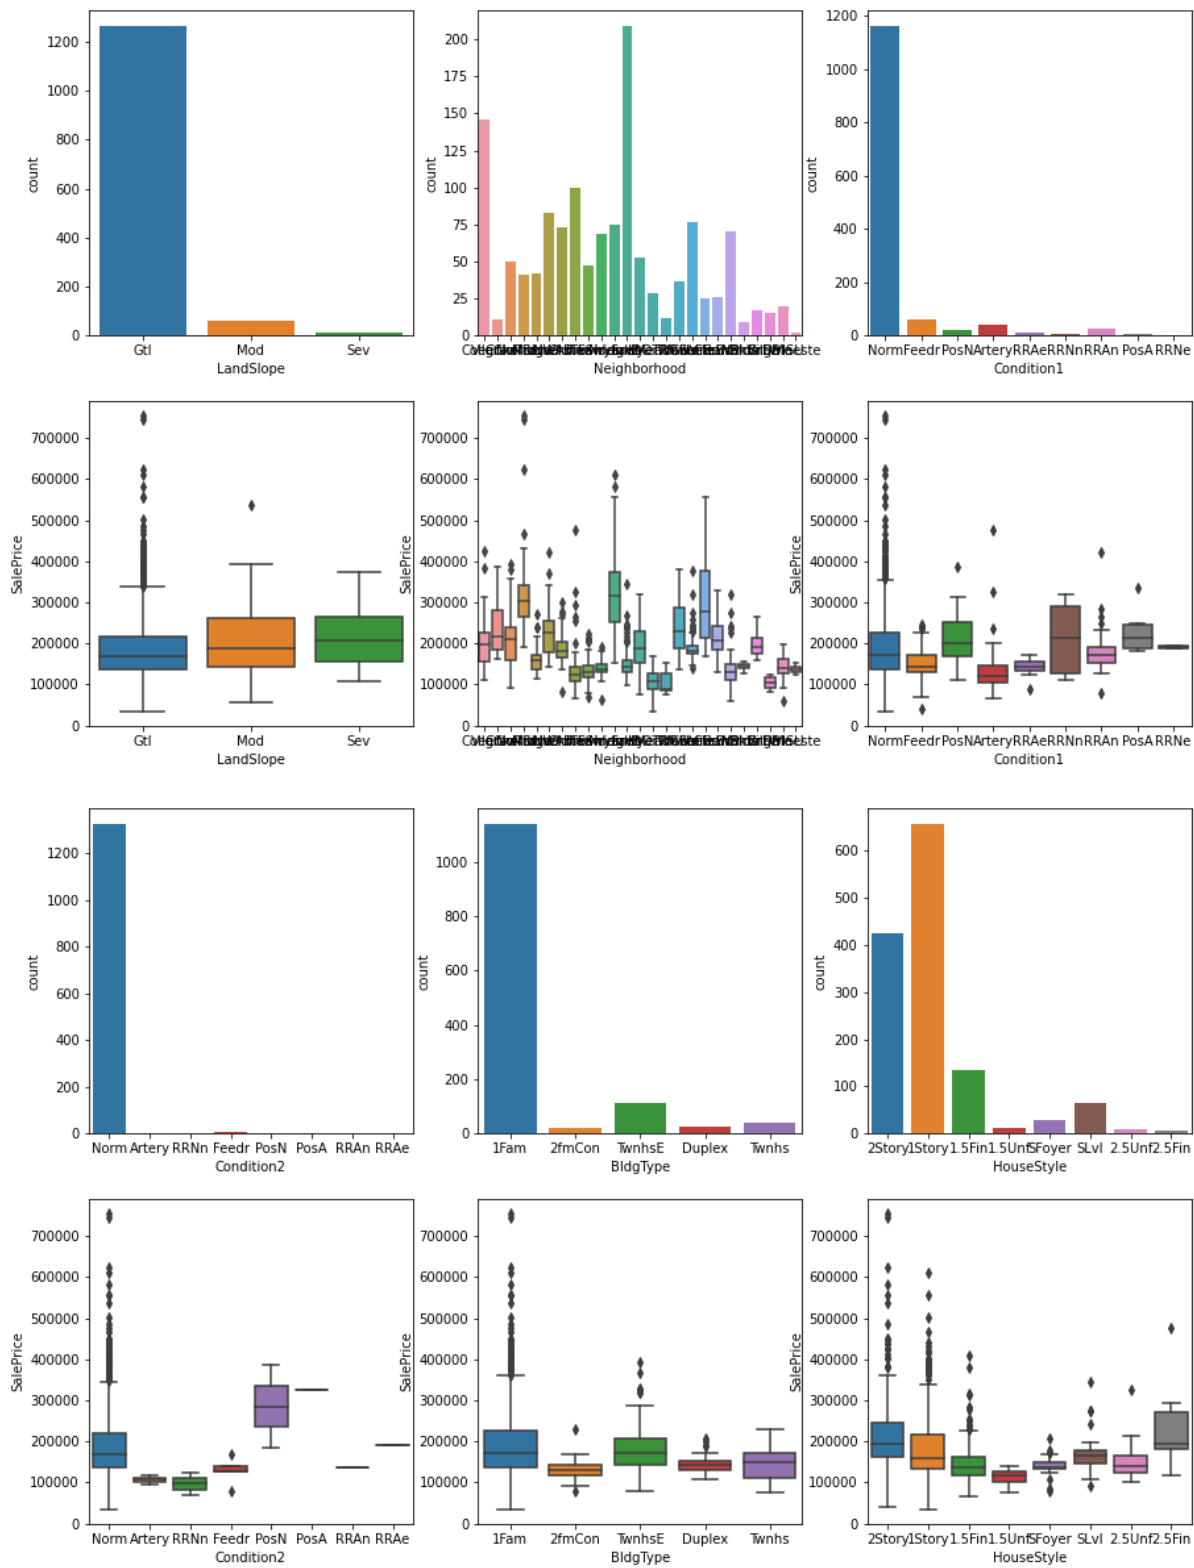 count
1200
1000
800
600
400
200
0
Gtl Mod Sev
LandSlope
count
200
175
150
125
100
75
50
25
0
Neighborhood
count
1200
1000
800
600
400
200
0
Norm Feedr PosN Artery RRAe RRNn RRAn PosA RRNe
Condition1
SalePrice
700000
600000
500000
400000
300000
200000
100000
0
Gtl Mod Sev
LandSlope
SalePrice
700000
600000
500000
400000
300000
200000
100000
0
Neighborhood
SalePrice
700000
600000
500000
400000
300000
200000
100000
0
Norm Feedr PosN Artery RRAe RRNn RRAn PosA RRNe
Condition1
count
1200
1000
800
600
400
200
0
Norm Artery RRNn Feedr PosN PosA RRAn RRAe
Condition2
count
1000
800
600
400
200
0
1Fam 2fmCon TwnhsE Duplex Twnhs
BldgType
count
600
500
400
300
200
100
0
2Story 1Story 1.5Fin 1.5Unf SFoyer SLvl 2.5Unf 2.5Fin
HouseStyle
SalePrice
700000
600000
500000
400000
300000
200000
100000
0
Norm Artery RRNn Feedr PosN PosA RRAn RRAe
Condition2
SalePrice
700000
600000
500000
400000
300000
200000
100000
0
1Fam 2fmCon TwnhsE Duplex Twnhs
BldgType
SalePrice
700000
600000
500000
400000
300000
200000
100000
0
2Story 1Story 1.5Fin 1.5Unf SFoyer SLvl 2.5Unf 2.5Fin
HouseStyle